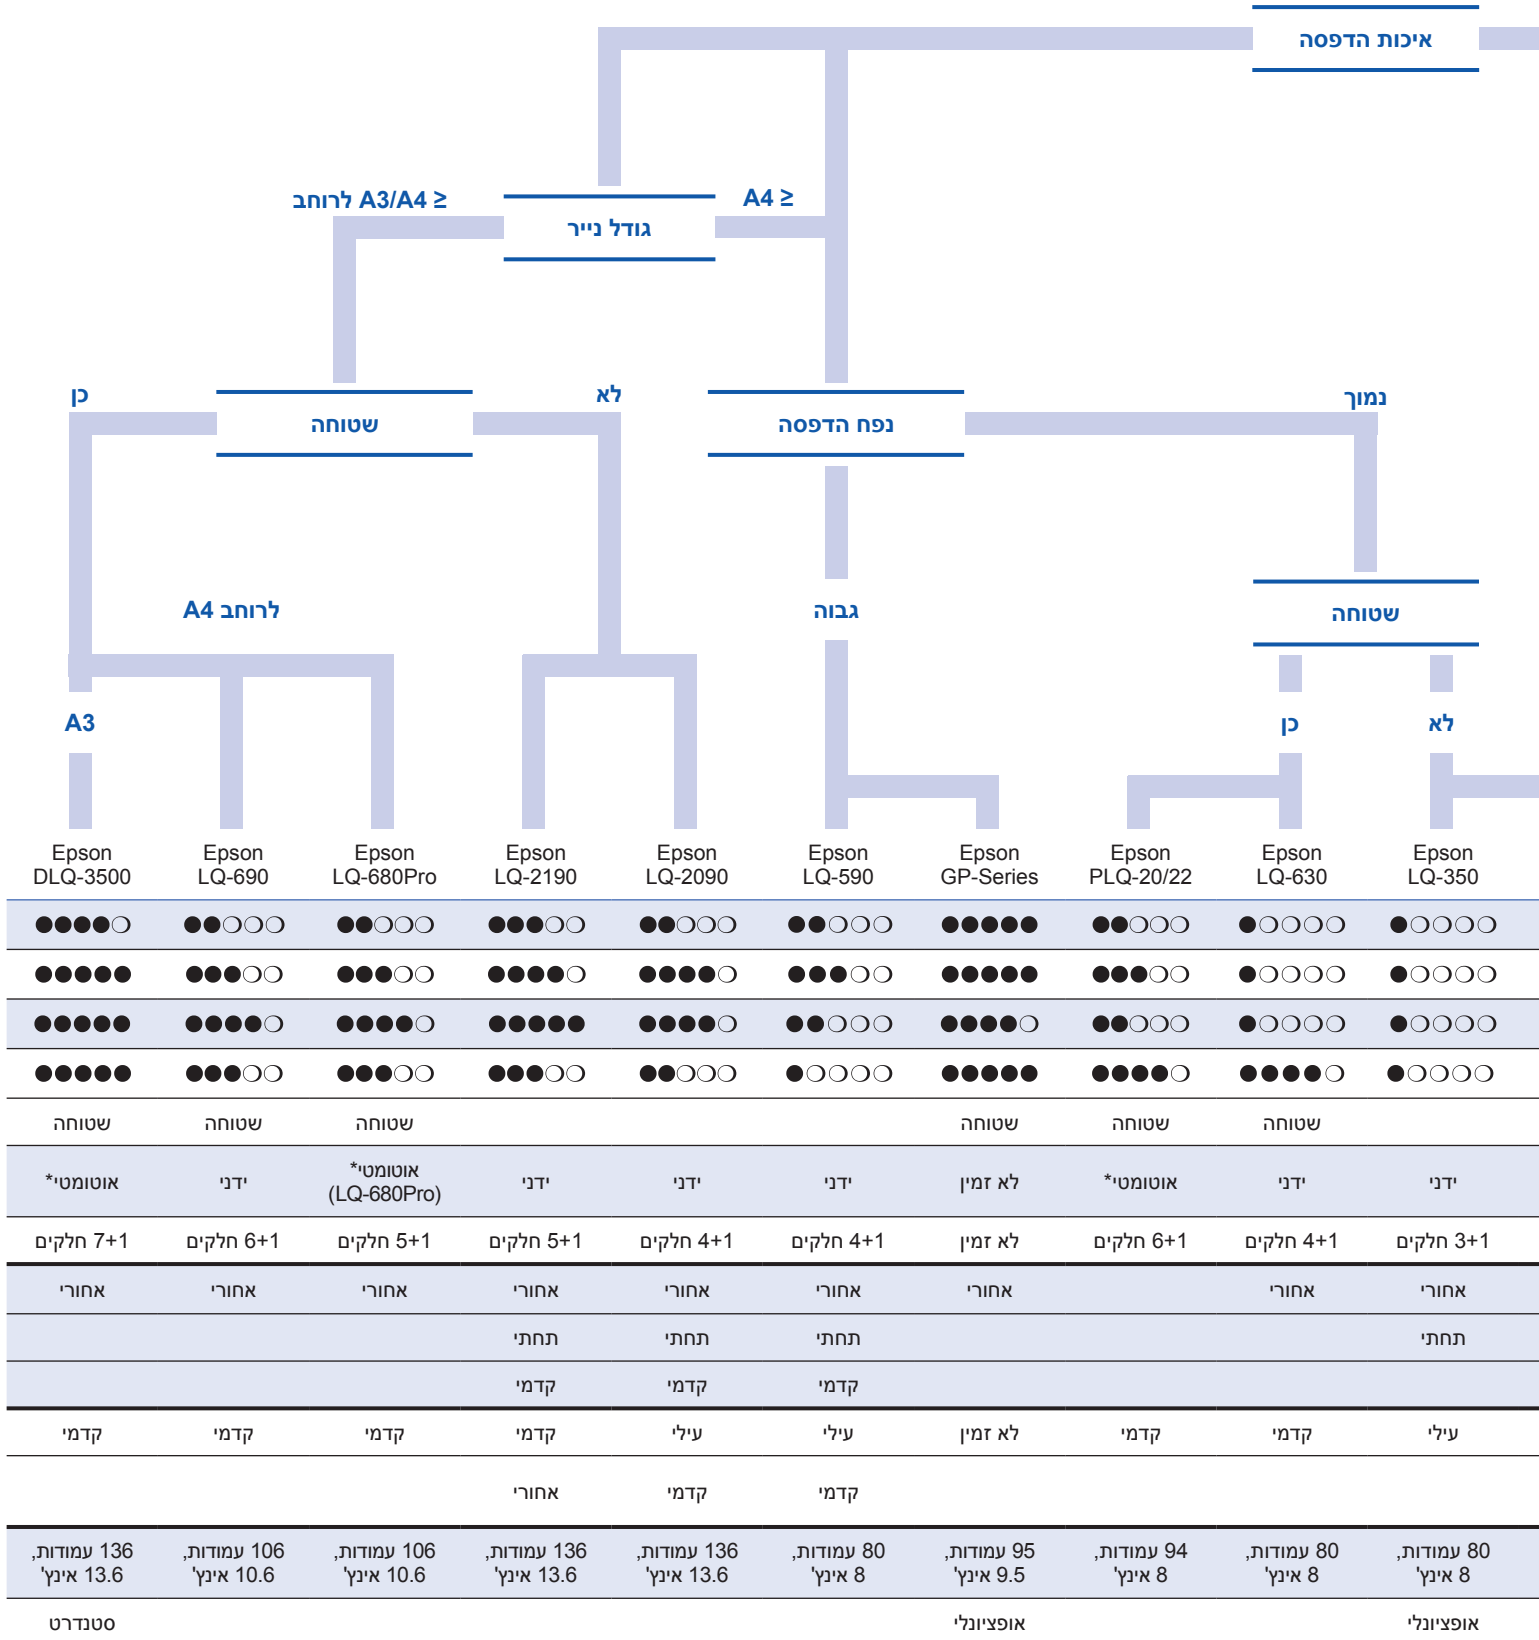 איכות הדפסה
≤ A4
≤ A3/A4 לרוחב
גודל נייר
נמוך
לא
כן
נפח הדפסה
שטוחה
שטוחה
גבוה
לרוחב A4
לא
כן
A3
Epson DLQ-3500
Epson LQ-690
Epson LQ-680Pro
Epson LQ-2190
Epson LQ-2090
Epson LQ-590
Epson GP-Series
Epson PLQ-20/22
Epson LQ-630
Epson LQ-350
●●●●○ ●●○○○ ●●○○○ ●●●○○ ●●○○○ ●●○○○ ●●●●● ●●○○○ ●○○○○ ●○○○○
●●●●● ●●●○○ ●●●○○ ●●●●○ ●●●●○ ●●●○○ ●●●●● ●●●○○ ●○○○○ ●○○○○
●●●●● ●●●●○ ●●●●○ ●●●●● ●●●●○ ●●○○○ ●●●●○ ●●○○○ ●○○○○ ●○○○○
●●●●● ●●●○○ ●●●○○ ●●●○○ ●●○○○ ●○○○○ ●●●●● ●●●●○ ●●●●○ ●○○○○
שטוחה שטוחה שטוחה שטוחה שטוחה שטוחה
ידני ידני אוטומטי* לא זמין ידני ידני ידני אוטומטי* (LQ-680Pro) ידני אוטומטי*
3+1 חלקים 4+1 חלקים 6+1 חלקים לא זמין 4+1 חלקים 4+1 חלקים 5+1 חלקים 5+1 חלקים 6+1 חלקים 7+1 חלקים
אחורי אחורי אחורי אחורי אחורי אחורי אחורי אחורי אחורי
תחתי תחתי תחתי תחתי
קדמי קדמי קדמי
עילי קדמי קדמי לא זמין עילי עילי קדמי קדמי קדמי קדמי
קדמי קדמי אחורי
80 עמודות, 80 עמודות, 94 עמודות, 95 עמודות, 80 עמודות, 136 עמודות, 136 עמודות, 106 עמודות, 106 עמודות, 136 עמודות,
8 אינץ' 8 אינץ' 8 אינץ' 9.5 אינץ' 8 אינץ' 13.6 אינץ' 13.6 אינץ' 10.6 אינץ' 10.6 אינץ' 13.6 אינץ'
אופציונלי אופציונלי סטנדרט